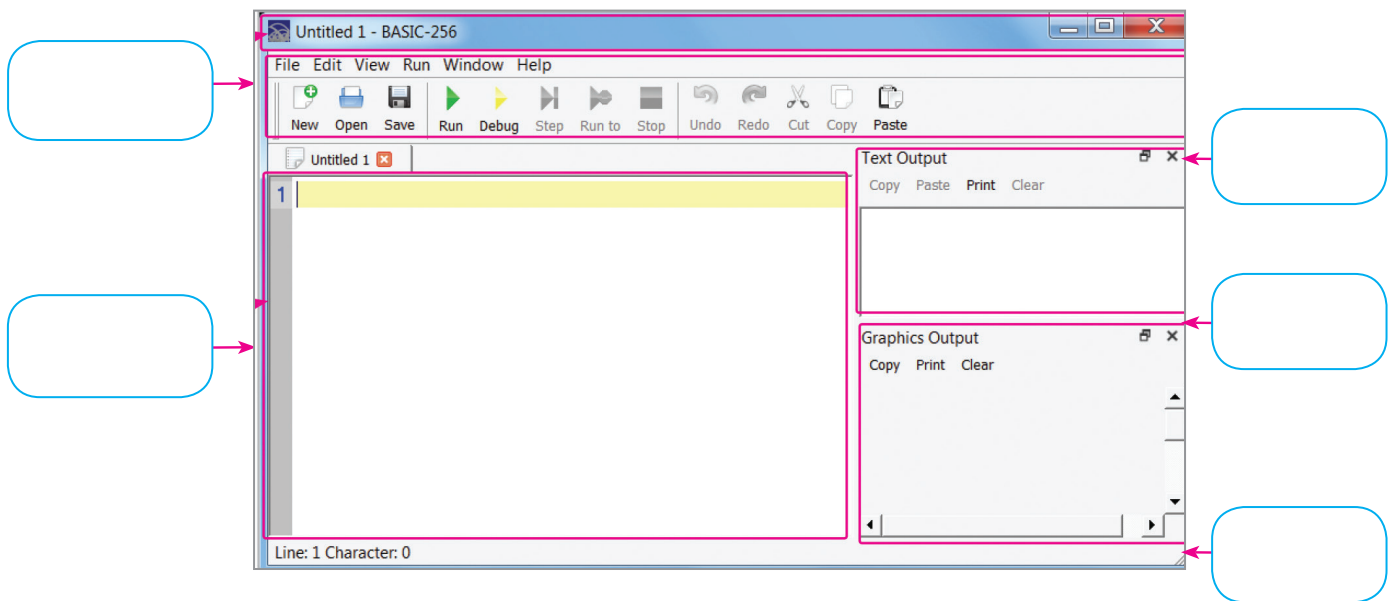 Untitled 1 - BASIC-256
File Edit View Run Window Help
New Open Save Run Debug Step Run to Stop Undo Redo Cut Copy Paste
Untitled 1
1
Text Output
Copy Paste Print Clear
Graphics Output
Copy Print Clear
Line: 1 Character: 0